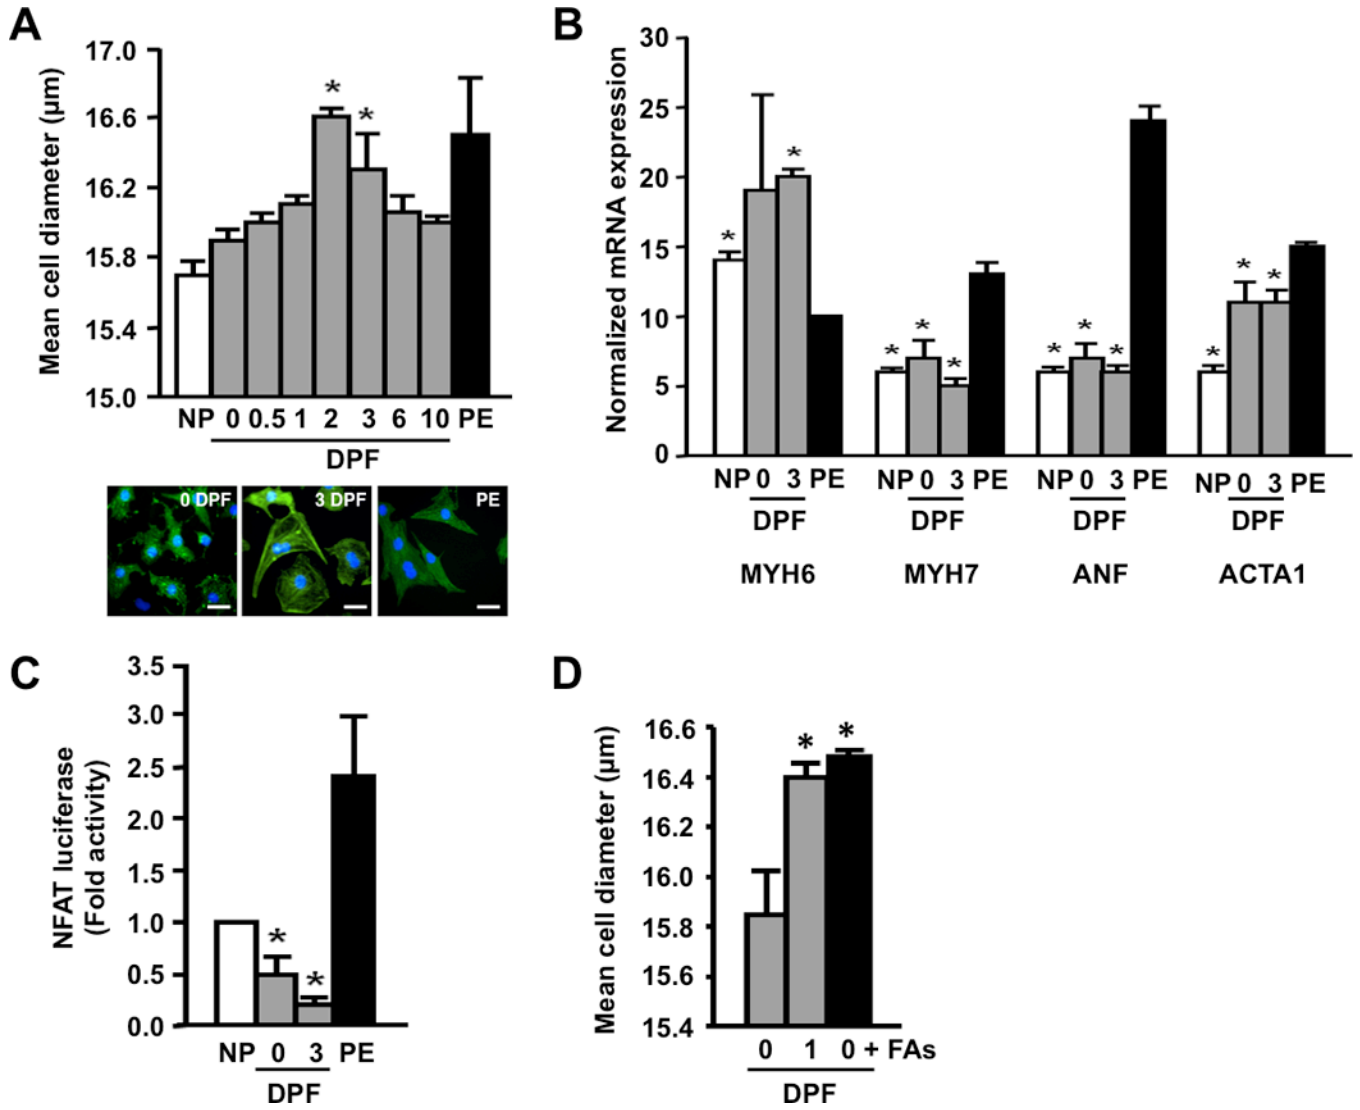 A
Mean cell diameter (µm)
17.0
16.6
16.2
15.8
15.4
15.0
* *
NP 0 0.5 1 2 3 6 10 PE
DPF
0 DPF 3 DPF PE
B
Normalized mRNA expression
30
25
20
15
10
5
0
* * * * * * * * * * *
NP 0 3 PE NP 0 3 PE NP 0 3 PE NP 0 3 PE
DPF DPF DPF DPF
MYH6 MYH7 ANF ACTA1
C
NFAT luciferase
(Fold activity)
3.5
3.0
2.5
2.0
1.5
1.0
0.5
0.0
* *
NP 0 3 PE
DPF
D
Mean cell diameter (µm)
16.6
16.4
16.2
16.0
15.8
15.6
15.4
* *
0 1 0 + FAs
DPF